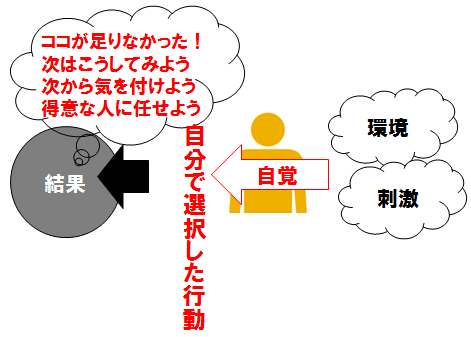 ココが足りなかった！
次はこうしてみよう
次から気を付けよう
得意な人に任せよう
結果
自分で選択した行動
自覚
環境
刺激